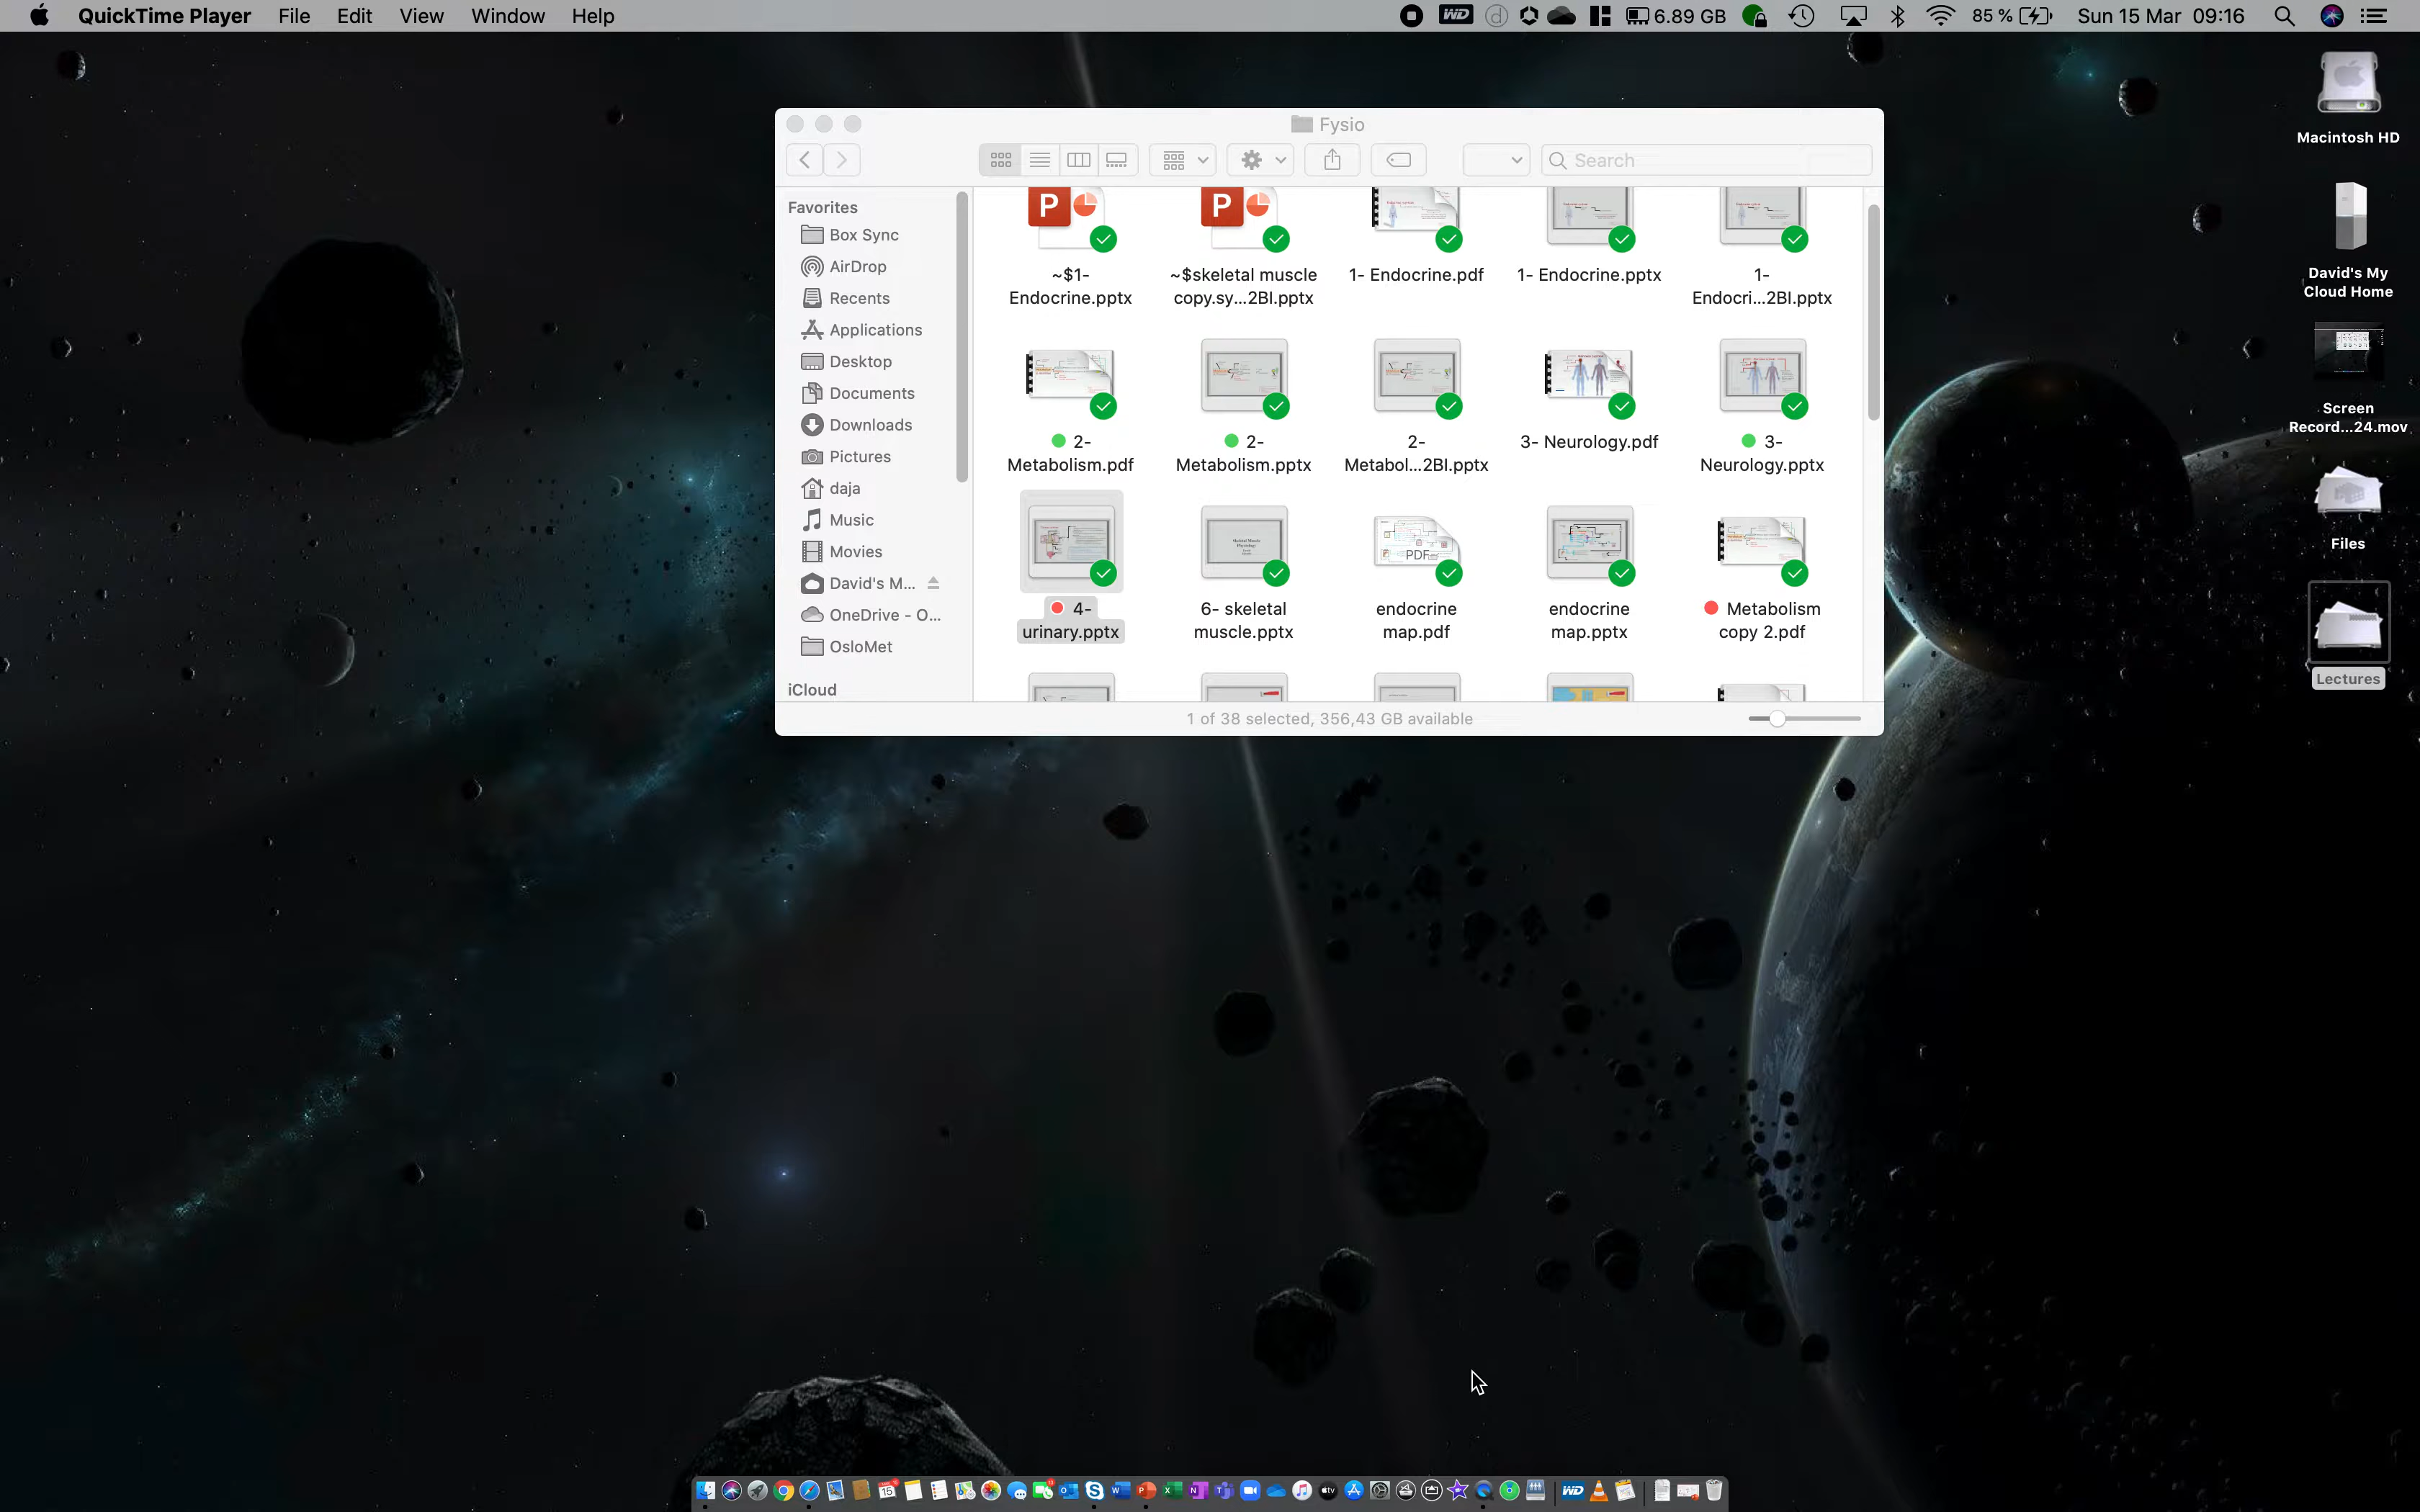 QuickTime Player File Edit View Window Help
WD 6.89 GB 85 % Sun 15 Mar 09:16
Fysio
Search
Favorites
Box Sync
AirDrop
Recents
Applications
Desktop
Documents
Downloads
Pictures
daja
Music
Movies
David's M...
OneDrive - O...
OsloMet
iCloud
~$1-
Endocrine.pptx
~$skeletal muscle
copy.sy...2BI.pptx
1- Endocrine.pdf
1- Endocrine.pptx
1-
Endocri...2BI.pptx
2-
Metabolism.pdf
2-
Metabolism.pptx
2-
Metabol...2BI.pptx
3- Neurology.pdf
3-
Neurology.pptx
4-
urinary.pptx
6- skeletal
muscle.pptx
PDF
endocrine
map.pdf
endocrine
map.pptx
Metabolism
copy 2.pdf
1 of 38 selected, 356,43 GB available
Macintosh HD
David's My
Cloud Home
Screen
Record...24.mov
Files
Lectures